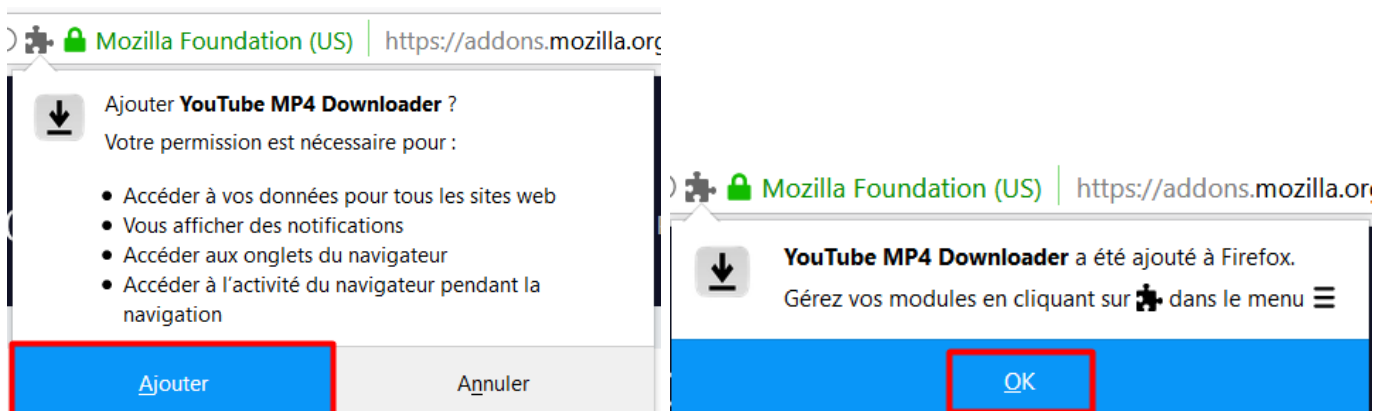 Mozilla Foundation (US) https://addons.mozilla.org
Ajouter YouTube MP4 Downloader ?
Votre permission est nécessaire pour :
• Accéder à vos données pour tous les sites web
• Vous afficher des notifications
• Accéder aux onglets du navigateur
• Accéder à l’activité du navigateur pendant la
navigation
Ajouter Annuler
Mozilla Foundation (US) https://addons.mozilla.or
YouTube MP4 Downloader a été ajouté à Firefox.
Gérez vos modules en cliquant sur dans le menu
OK